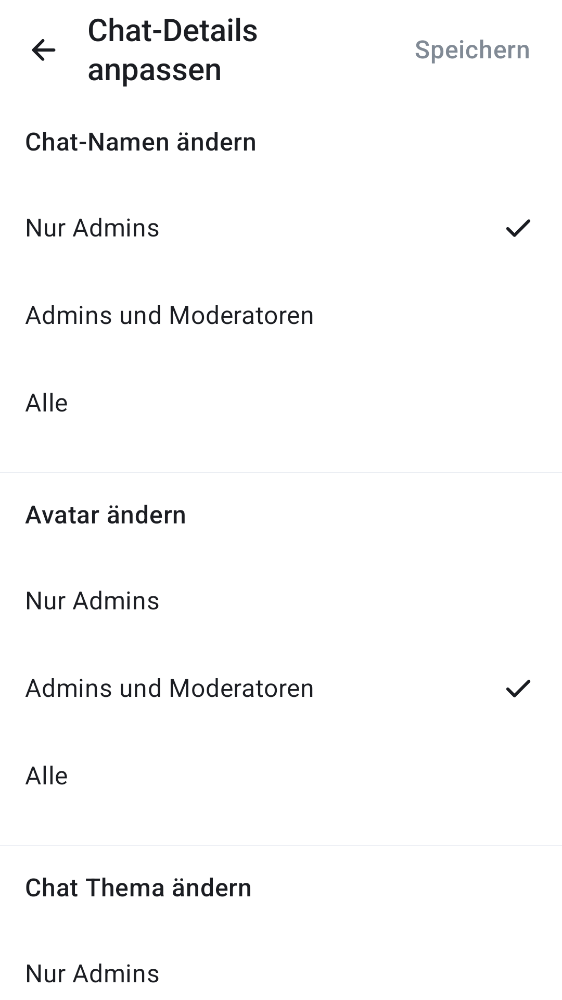 Chat-Details
anpassen
Speichern
Chat-Namen ändern
Nur Admins
Admins und Moderatoren
Alle
Avatar ändern
Nur Admins
Admins und Moderatoren
Alle
Chat Thema ändern
Nur Admins